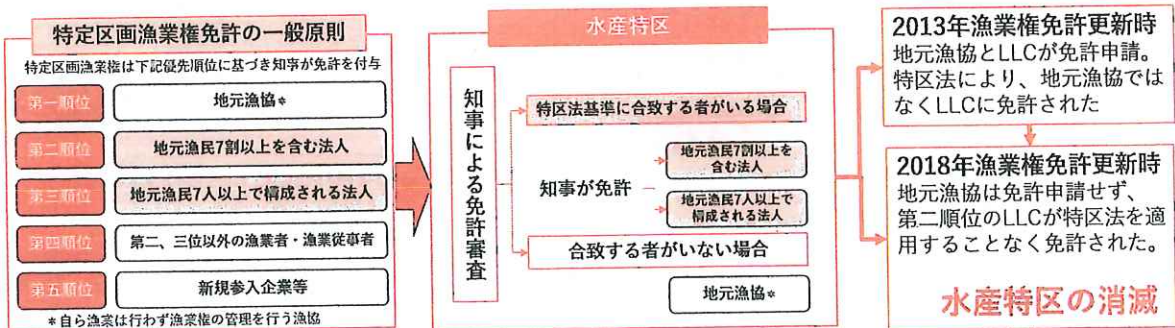 特定区画漁業権免許の一般原則
特定区画漁業権は下記優先順位に基づき知事が免許を付与
第一順位
地元漁協*
第二順位
地元漁民7割以上を含む法人
第三順位
地元漁民7人以上で構成される法人
第四順位
第二、三位以外の漁業者・漁業従事者
第五順位
新規参入企業等
*自ら漁業は行わず漁業権の管理を行う漁協
水産特区
知事による免許審査
特区法基準に合致する者がいる場合
知事が免許
地元漁民7割以上を
含む法人
地元漁民7人以上で
構成される法人
合致する者がいない場合
地元漁協*
2013年漁業権免許更新時
地元漁協とLLCが免許申請。
特区法により、地元漁協では
なくLLCに免許された
2018年漁業権免許更新時
地元漁協は免許申請せず、
第二順位のLLCが特区法を適
用することなく免許された。
水産特区の消滅